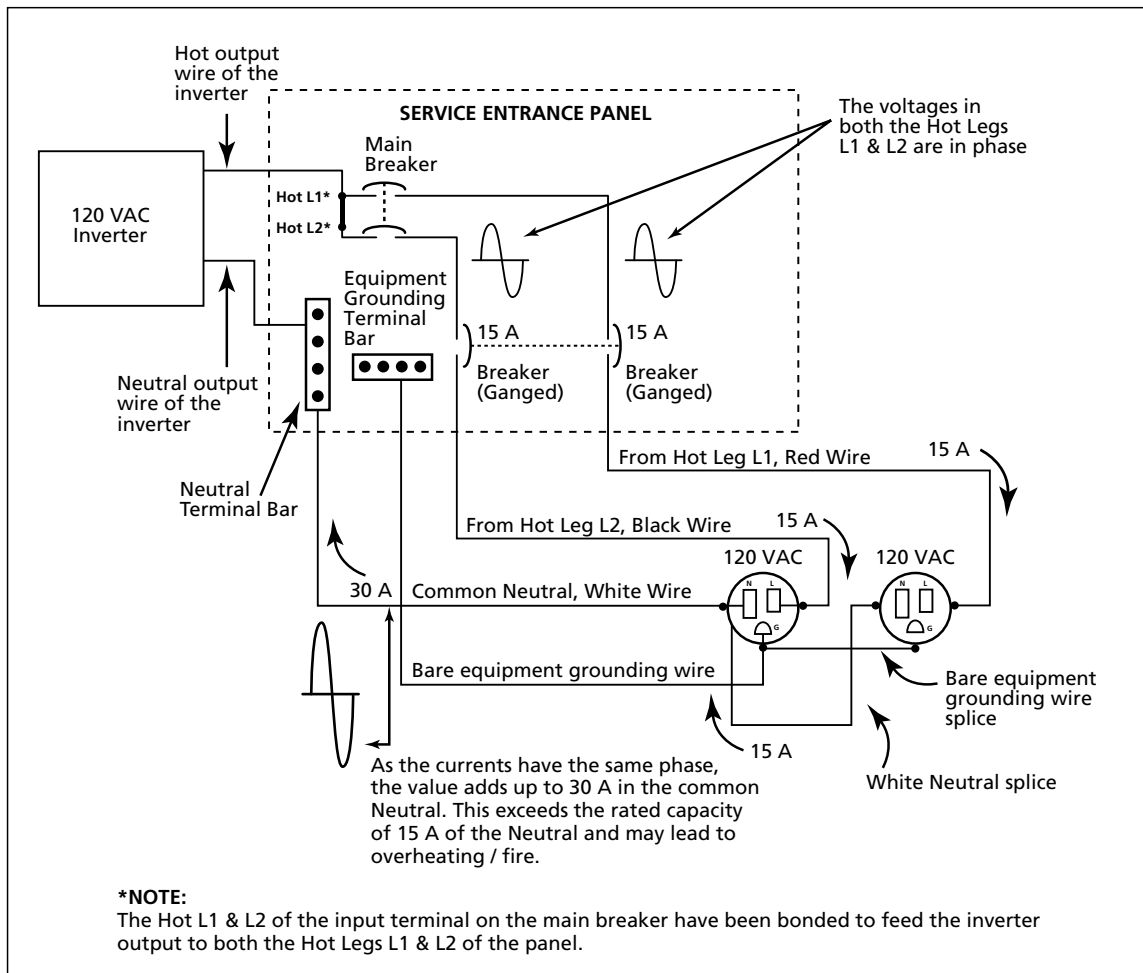 Hot output
wire of the
inverter
SERVICE ENTRANCE PANEL
The voltages in
both the Hot Legs
L1 & L2 are in phase
Main
Breaker
120 VAC
Inverter
Hot L1*
Hot L2*
Equipment
Grounding
Terminal
Bar
15 A
Breaker
(Ganged)
15 A
Breaker
(Ganged)
Neutral output
wire of the
inverter
Neutral
Terminal Bar
From Hot Leg L1, Red Wire
15 A
From Hot Leg L2, Black Wire
15 A
120 VAC
120 VAC
N
L
G
N
L
G
30 A
Common Neutral, White Wire
Bare equipment grounding wire
Bare equipment
grounding wire
splice
15 A
White Neutral splice
As the currents have the same phase,
the value adds up to 30 A in the common
Neutral. This exceeds the rated capacity
of 15 A of the Neutral and may lead to
overheating / fire.
*NOTE:
The Hot L1 & L2 of the input terminal on the main breaker have been bonded to feed the inverter
output to both the Hot Legs L1 & L2 of the panel.